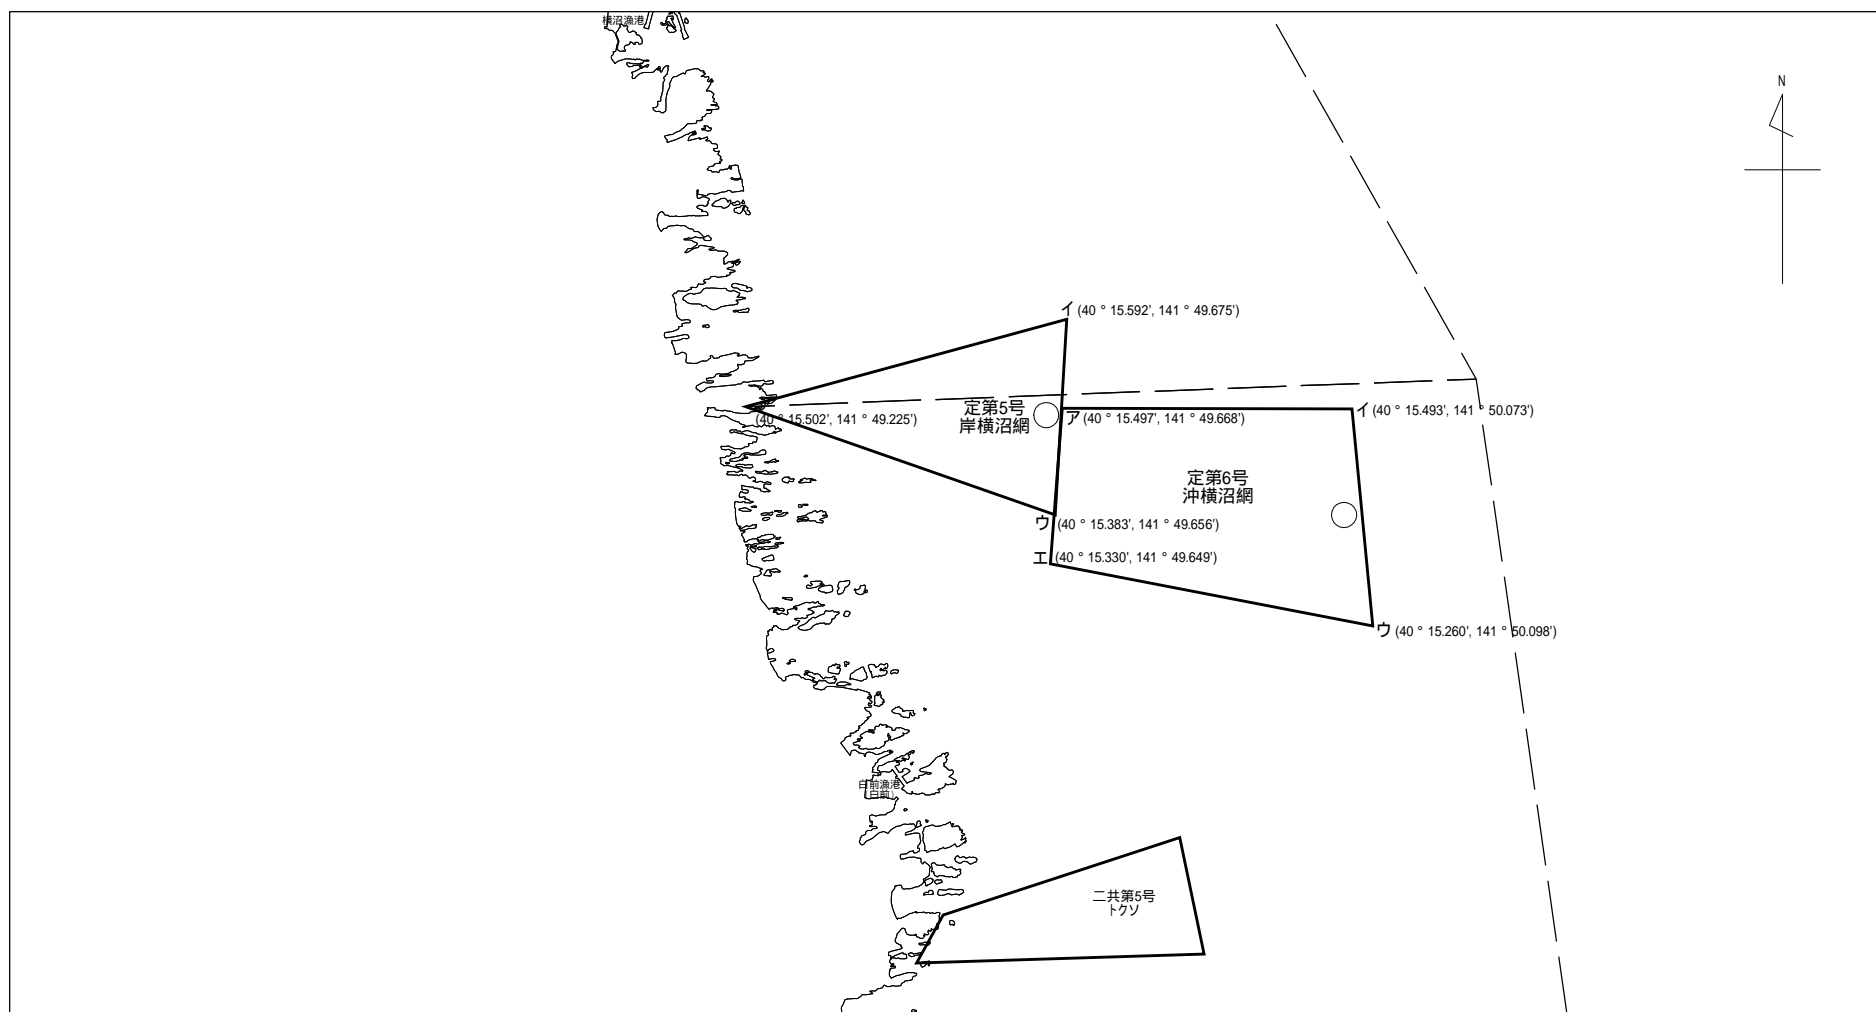 横沼漁港
N
イ (40 ° 15.592', 141 ° 49.675')
定第5号
岸横沼網
(40 ° 15.502', 141 ° 49.225')
ア (40 ° 15.497', 141 ° 49.668')
イ (40 ° 15.493', 141 ° 50.073')
定第6号
沖横沼網
ウ (40 ° 15.383', 141 ° 49.656')
エ (40 ° 15.330', 141 ° 49.649')
ウ (40 ° 15.260', 141 ° 50.098')
白前漁港
(白前)
二共第5号
トクソ